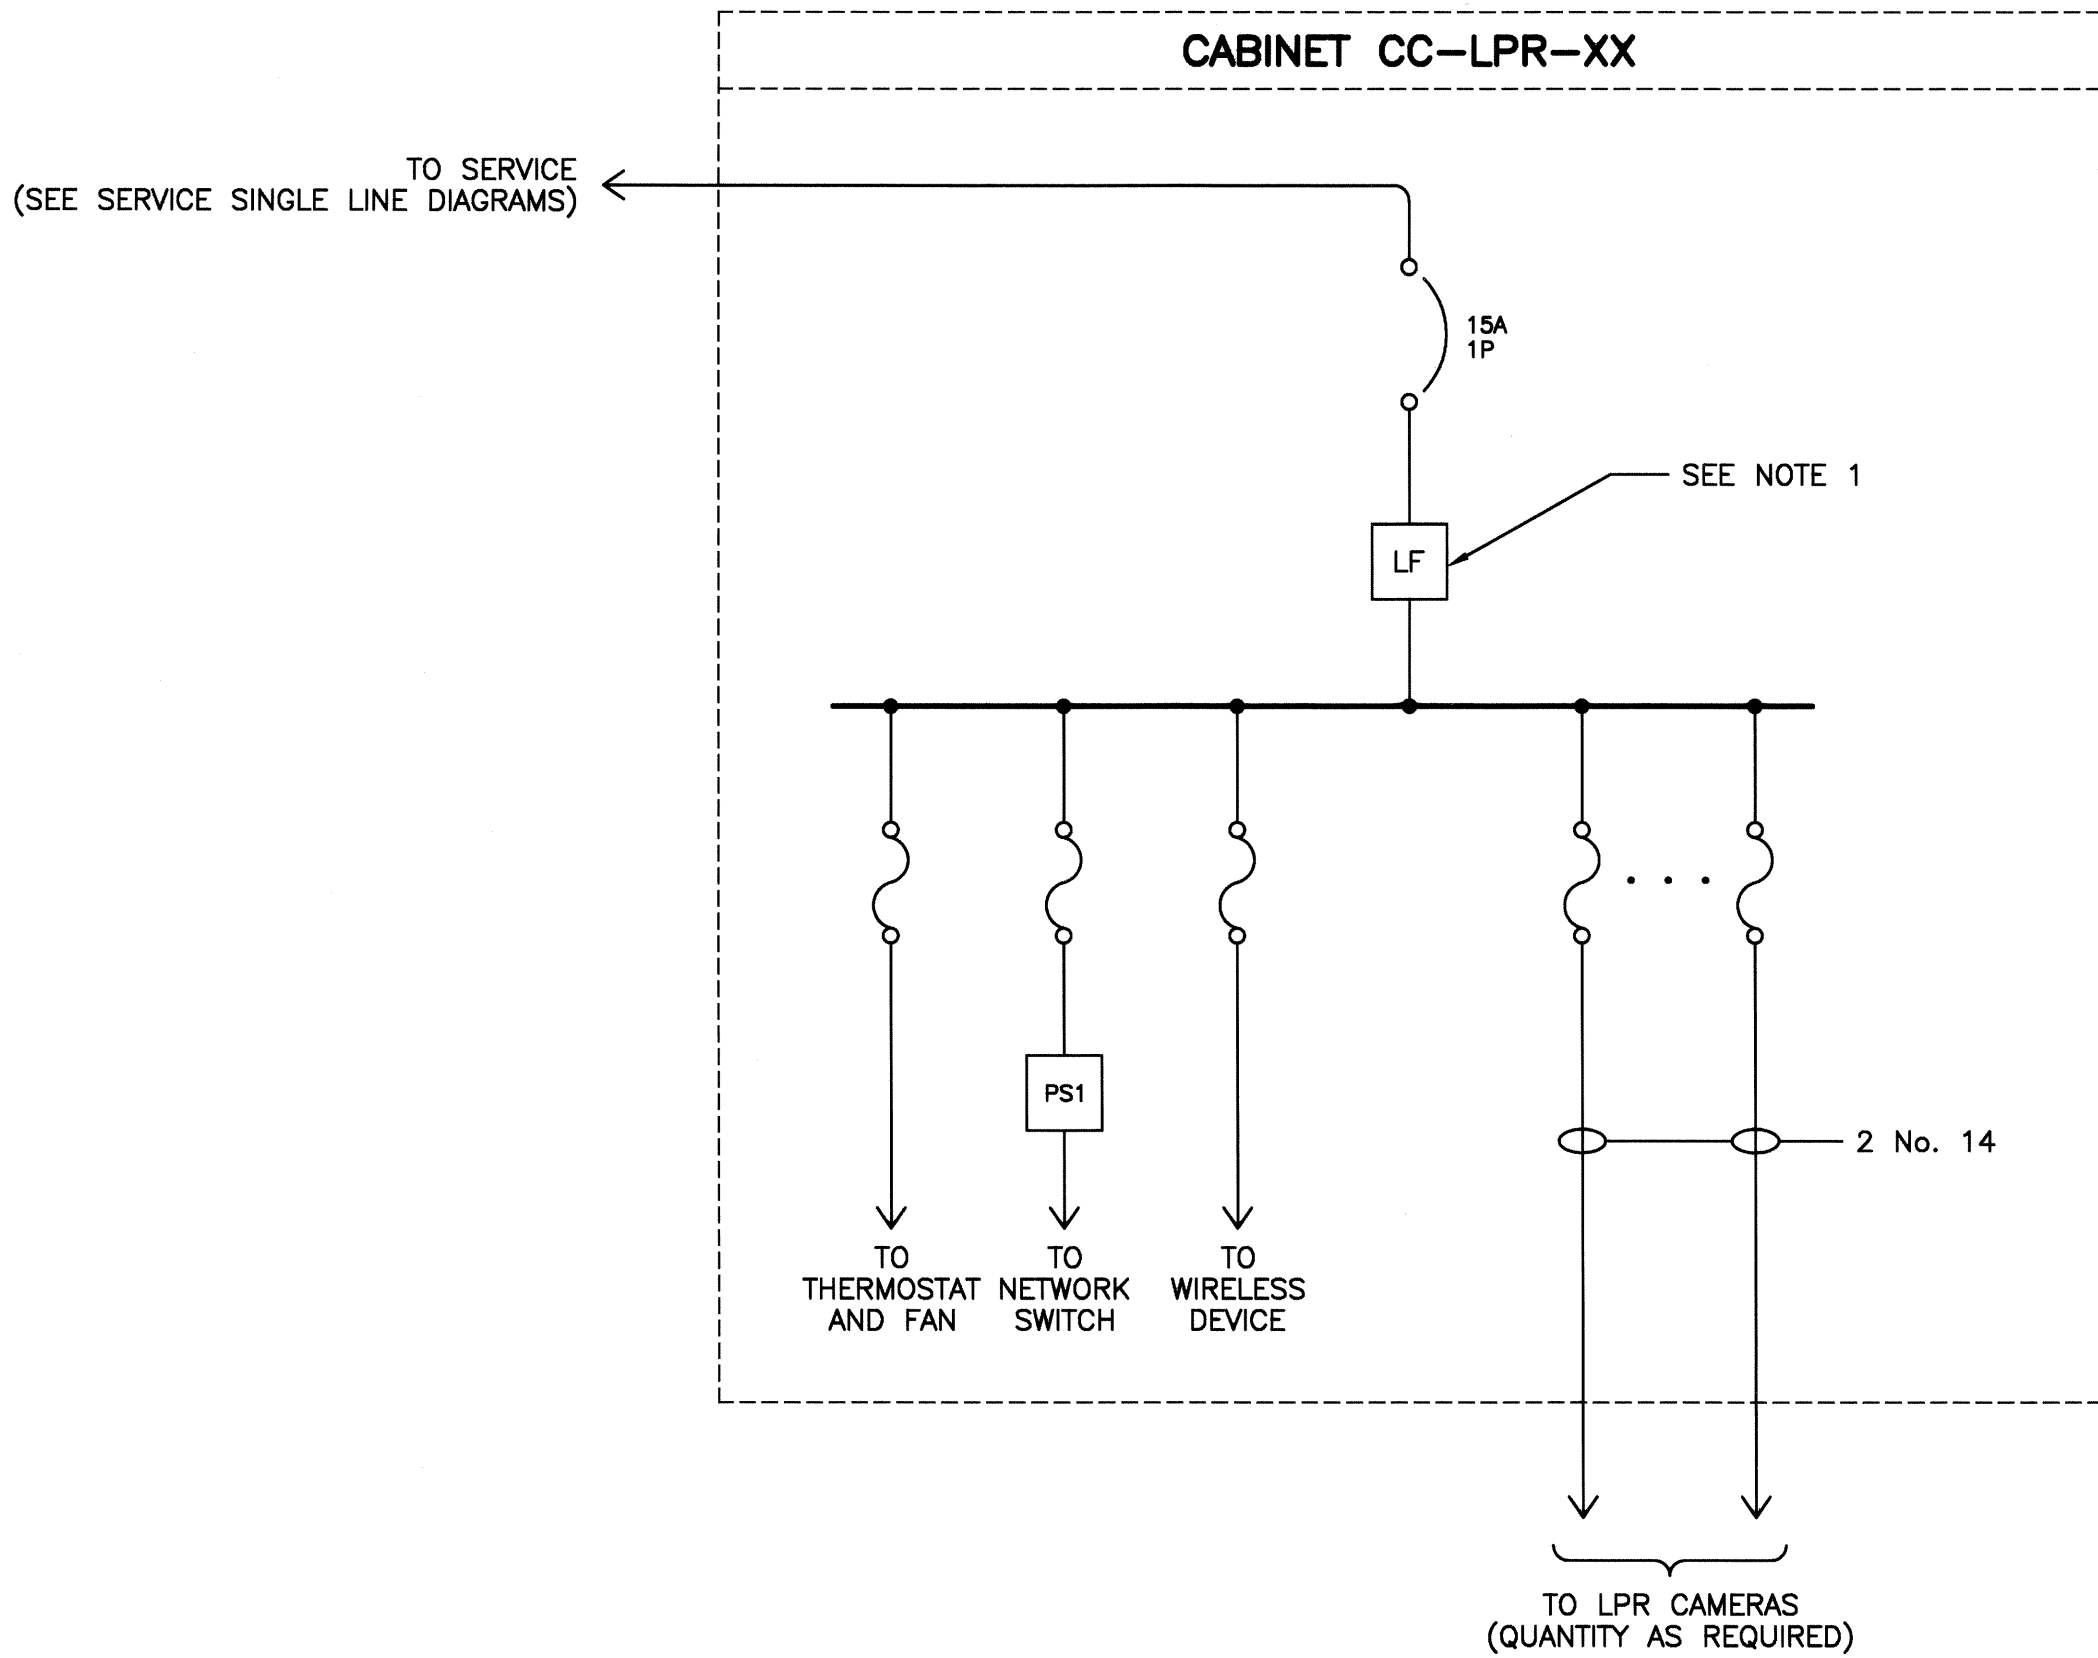 CABINET CC-LPR-XX
TO SERVICE
(SEE SERVICE SINGLE LINE DIAGRAMS)
15A
1P
SEE NOTE 1
LF
PS1
2 No. 14
TO
THERMOSTAT
AND FAN
TO
NETWORK
SWITCH
TO
WIRELESS
DEVICE
TO LPR CAMERAS
(QUANTITY AS REQUIRED)